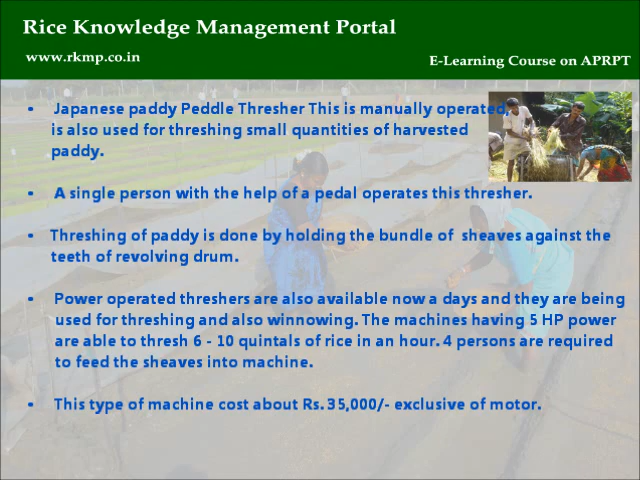 Rice Knowledge Management Portal
www.rkmp.co.in
E-Learning Course on APRPT
• Japanese paddy Peddle Thresher This is manually operated,
is also used for threshing small quantities of harvested
paddy.
• A single person with the help of a pedal operates this thresher.
• Threshing of paddy is done by holding the bundle of sheaves against the
teeth of revolving drum.
• Power operated threshers are also available now a days and they are being
used for threshing and also winnowing. The machines having 5 HP power
are able to thresh 6 - 10 quintals of rice in an hour. 4 persons are required
to feed the sheaves into machine.
• This type of machine cost about Rs. 35,000/- exclusive of motor.